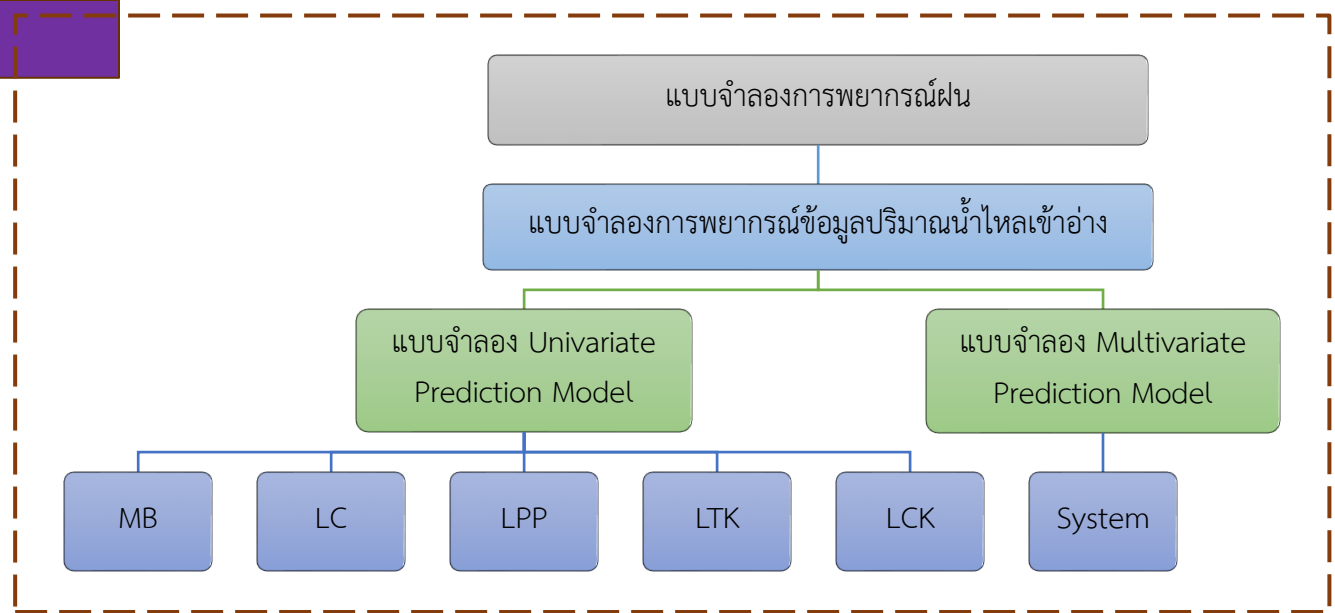 แบบจำลองการพยากรณ์ฝน
แบบจำลองการพยากรณ์ข้อมูลปริมาณน้ำไหลเข้าอ่าง
แบบจำลอง Univariate
Prediction Model
แบบจำลอง Multivariate
Prediction Model
MB
LC
LPP
LTK
LCK
System